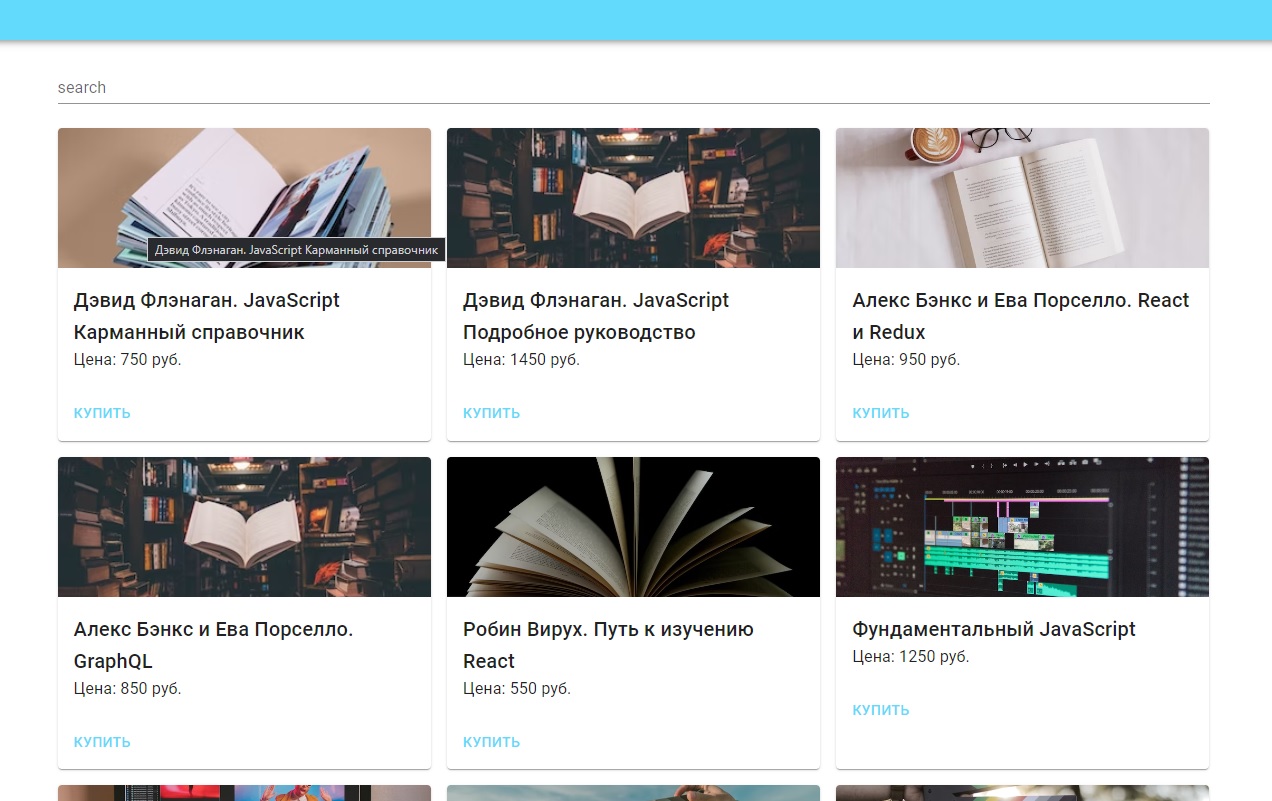 search
Дэвид Флэнаган. JavaScript Карманный справочник
Дэвид Флэнаган. JavaScript
Карманный справочник
Цена: 750 руб.
КУПИТЬ
Дэвид Флэнаган. JavaScript
Подробное руководство
Цена: 1450 руб.
КУПИТЬ
Алекс Бэнкс и Ева Порселло. React
и Redux
Цена: 950 руб.
КУПИТЬ
Алекс Бэнкс и Ева Порселло.
GraphQL
Цена: 850 руб.
КУПИТЬ
Робин Вирух. Путь к изучению
React
Цена: 550 руб.
КУПИТЬ
Фундаментальный JavaScript
Цена: 1250 руб.
КУПИТЬ